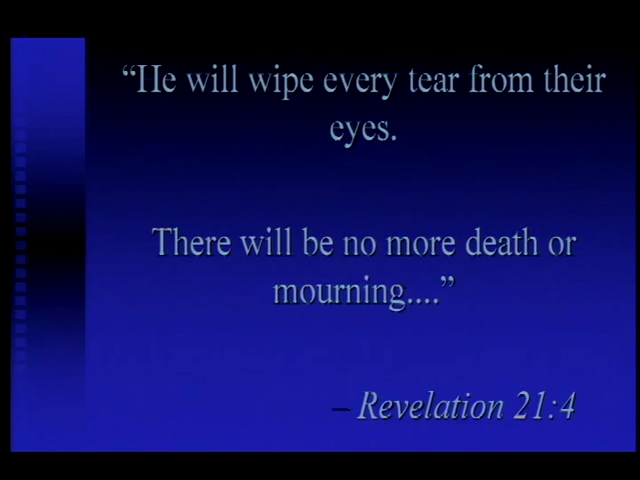 “He will wipe every tear from their
eyes.
There will be no more death or
mourning....”
– Revelation 21:4